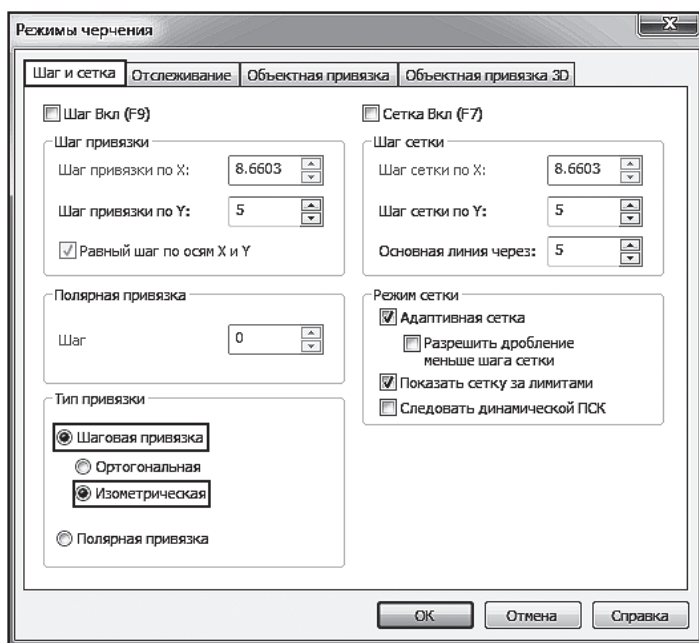 Режимы черчения
Шаг и сетка
Отслеживание
Объектная привязка
Объектная привязка 3D
Шаг Вкл (F9)
Шаг привязки
Шаг привязки по X:
8.6603
Шаг привязки по Y:
5
Равный шаг по осям X и Y
Полярная привязка
Шаг
0
Тип привязки
Шаговая привязка
Ортогональная
Изометрическая
Полярная привязка
Сетка Вкл (F7)
Шаг сетки
Шаг сетки по X:
8.6603
Шаг сетки по Y:
5
Основная линия через:
5
Режим сетки
Адаптивная сетка
Разрешить дробление
меньше шага сетки
Показать сетку за лимитами
Следовать динамической ПСК
ОК
Отмена
Справка